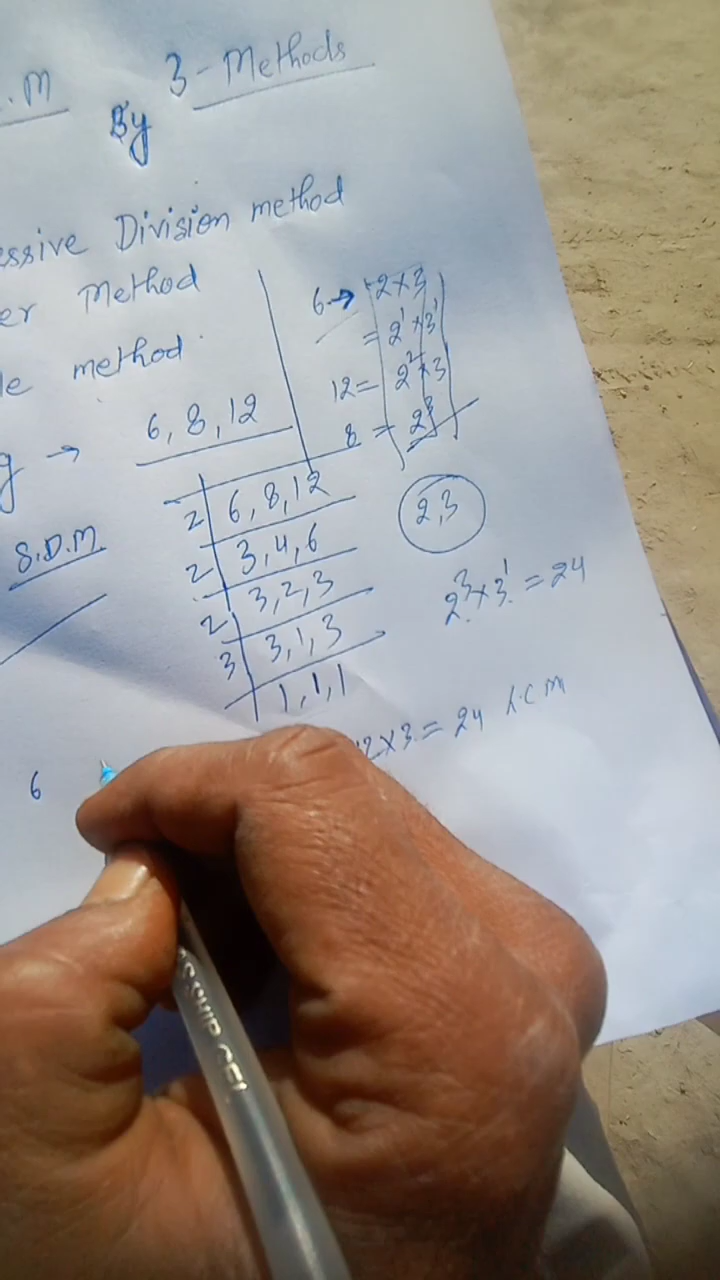 .M By 3-Methods
essive Division method
er Method
le method
g → 6, 8, 12
6 → 2×3
= 2¹×3¹
12 = 2²×3¹
8 = 2³
S.D.M
2 | 6, 8, 12
2 | 3, 4, 6
2 | 3, 2, 3
3 | 3, 1, 3
1, 1, 1
2,3
2³×3¹ = 24
2×3 = 24 L.C.M
6